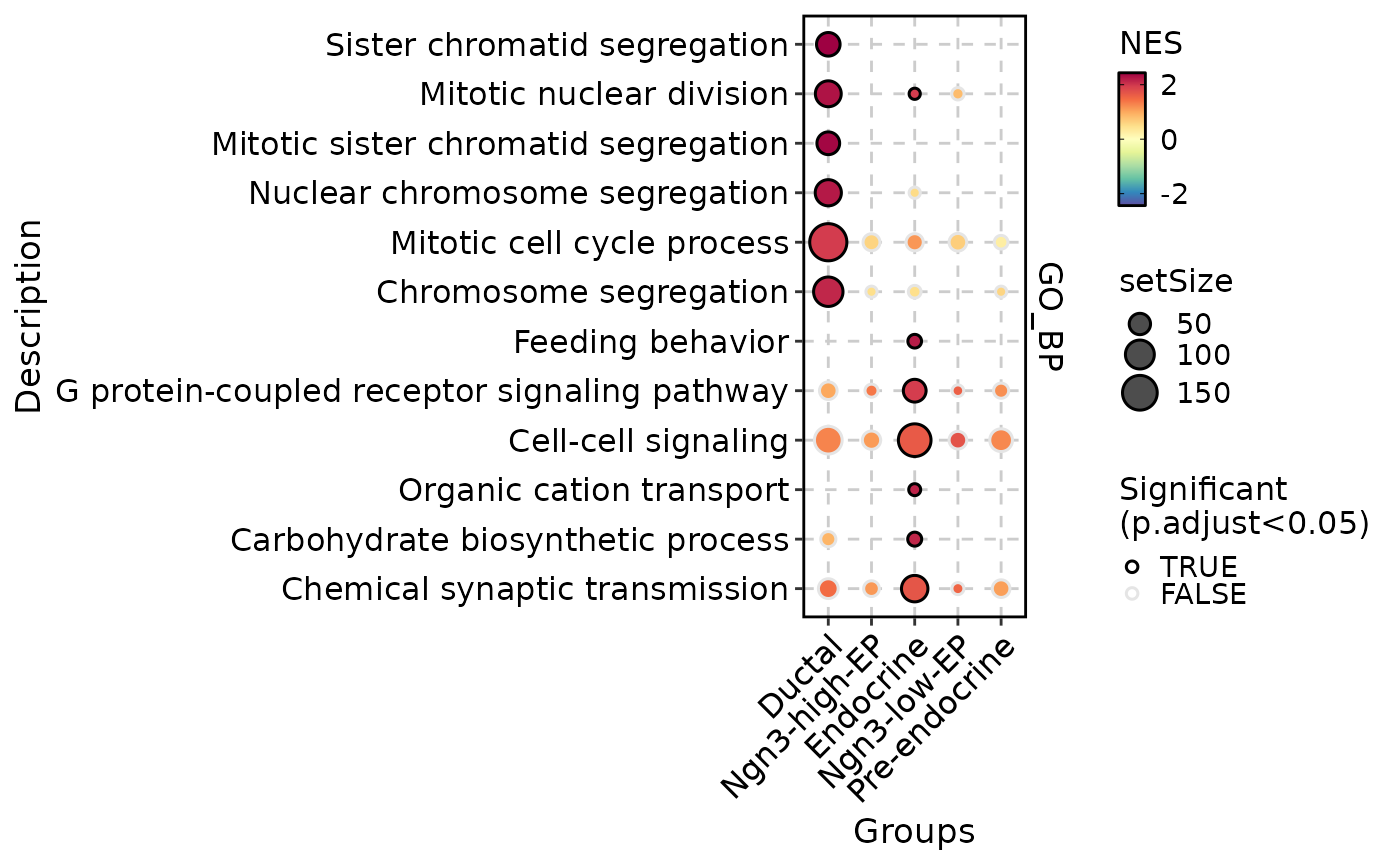 Description
Sister chromatid segregation
Mitotic nuclear division
Mitotic sister chromatid segregation
Nuclear chromosome segregation
Mitotic cell cycle process
Chromosome segregation
Feeding behavior
G protein-coupled receptor signaling pathway
Cell-cell signaling
Organic cation transport
Carbohydrate biosynthetic process
Chemical synaptic transmission
Ductal
Ngn3-high-EP
Endocrine
Ngn3-low-EP
Pre-endocrine
Groups
GO_BP
NES
2
0
-2
setSize
50
100
150
Significant
(p.adjust<0.05)
TRUE
FALSE